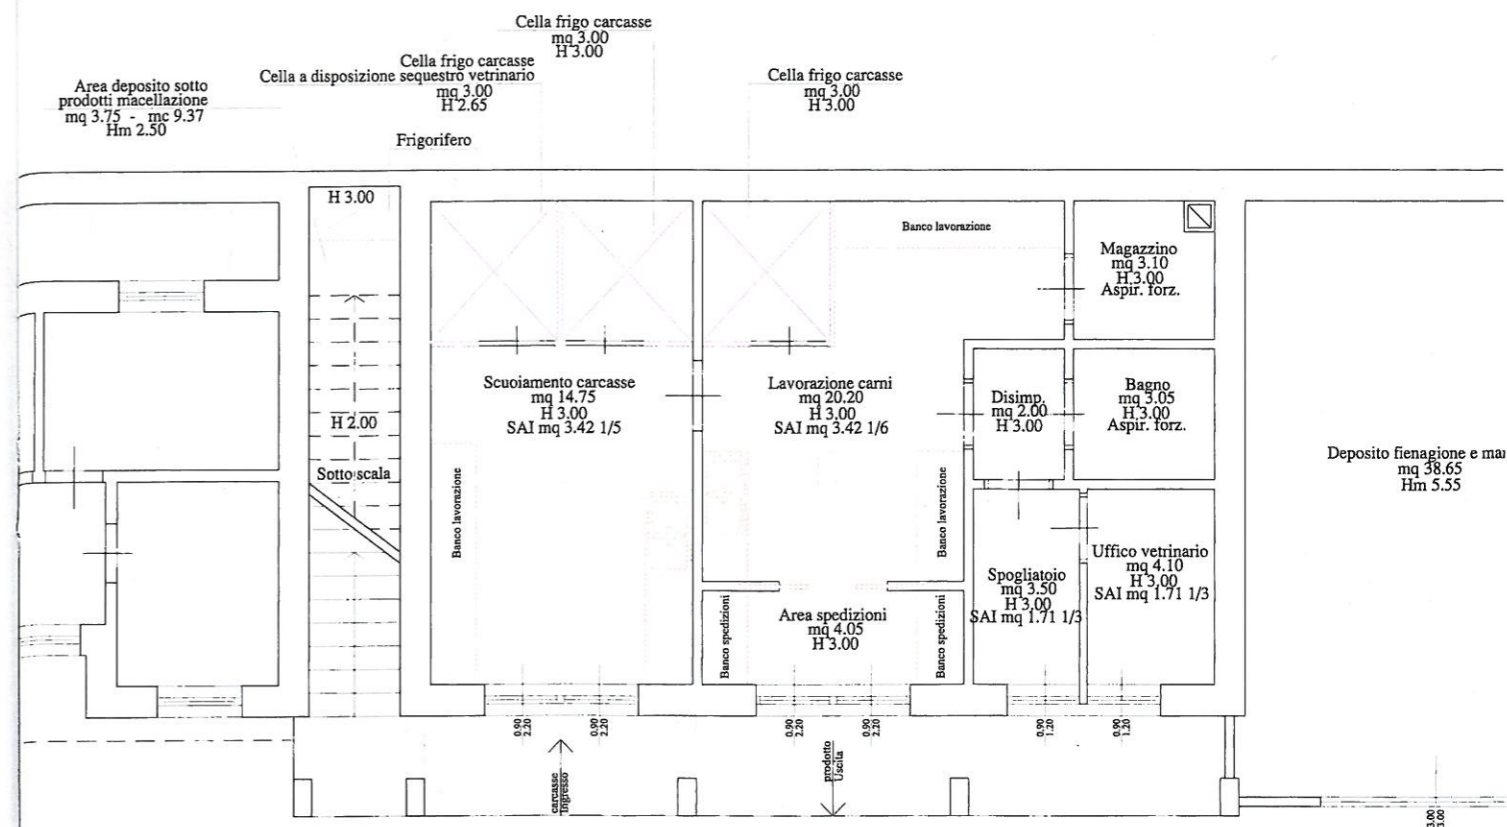 Cella frigo carcasse
mq 3.00
H 3.00
Cella frigo carcasse
Cella a disposizione sequestro vetrinario
mq 3.00
H 2.65
Cella frigo carcasse
mq 3.00
H 3.00
Area deposito sotto
prodotti macellazione
mq 3.75 - mc 9.37
Hm 2.50
Frigorifero
H 3.00
Banco lavorazione
Magazzino
mq 3.10
H 3.00
Aspir. forz.
Scuoiamento carcasse
mq 14.75
H 3.00
SAI mq 3.42 1/5
Lavorazione carni
mq 20.20
H 3.00
SAI mq 3.42 1/6
Disimp.
mq 2.00
H 3.00
Bagno
mq 3.05
H 3.00
Aspir. forz.
H 2.00
Sotto scala
Banco lavorazione
Banco lavorazione
Deposito fienagione e
mq 38.65
Hm 5.55
Spogliatoio
mq 3.50
H 3.00
SAI mq 1.71 1/3
Uffico vetrinario
mq 4.10
H 3.00
SAI mq 1.71 1/3
Area spedizioni
mq 4.05
H 3.00
Banco spedizioni
Banco spedizioni
0.90
2.20
0.90
2.20
0.90
2.20
0.90
2.20
0.90
1.20
0.90
1.20
carcasse
Ingresso
prodotto
Uscita
3.00
3.00